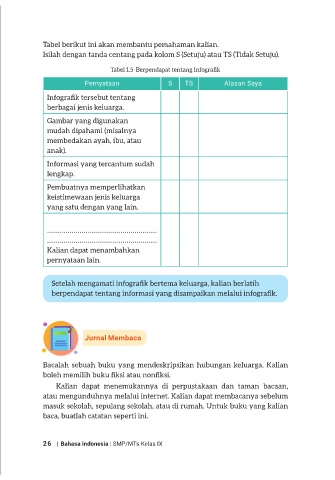 Tabel berikut ini akan membantu pemahaman kalian.
Isilah dengan tanda centang pada kolom S (Setuju) atau TS (Tidak Setuju).
Tabel 1.5 Berpendapat tentang infografik
Pernyataan S TS Alasan Saya
Infografik tersebut tentang
berbagai jenis keluarga.
Gambar yang digunakan
mudah dipahami (misalnya
membedakan ayah, ibu, atau
anak).
Informasi yang tercantum sudah
lengkap.
Pembuatnya memperlihatkan
keistimewaan jenis keluarga
yang satu dengan yang lain.
......................................................
......................................................
Kalian dapat menambahkan
pernyataan lain.
Setelah mengamati infografik bertema keluarga, kalian berlatih
berpendapat tentang informasi yang disampaikan melalui infografik.
Jurnal Membaca
Bacalah sebuah buku yang mendeskripsikan hubungan keluarga. Kalian
boleh memilih buku fiksi atau nonfiksi.
Kalian dapat menemukannya di perpustakaan dan taman bacaan,
atau mengunduhnya melalui internet. Kalian dapat membacanya sebelum
masuk sekolah, sepulang sekolah, atau di rumah. Untuk buku yang kalian
baca, buatlah catatan seperti ini.
26 | Bahasa Indonesia | SMP/MTs Kelas IX